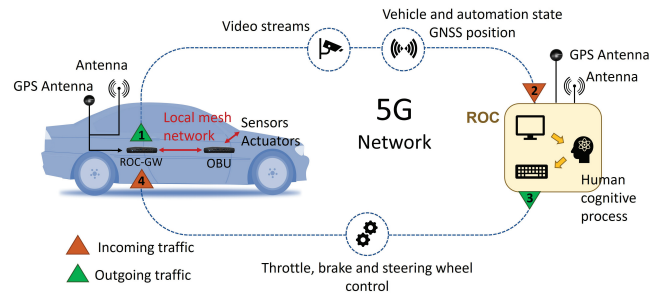 Video streams
Vehicle and automation state
GNSS position
Antenna
GPS Antenna
GPS Antenna
Antenna
2
5G
Network
ROC
Local mesh
network
Sensors
Actuators
1
ROC-GW
OBU
4
3
Human
cognitive
process
Incoming traffic
Outgoing traffic
Throttle, brake and steering wheel
control